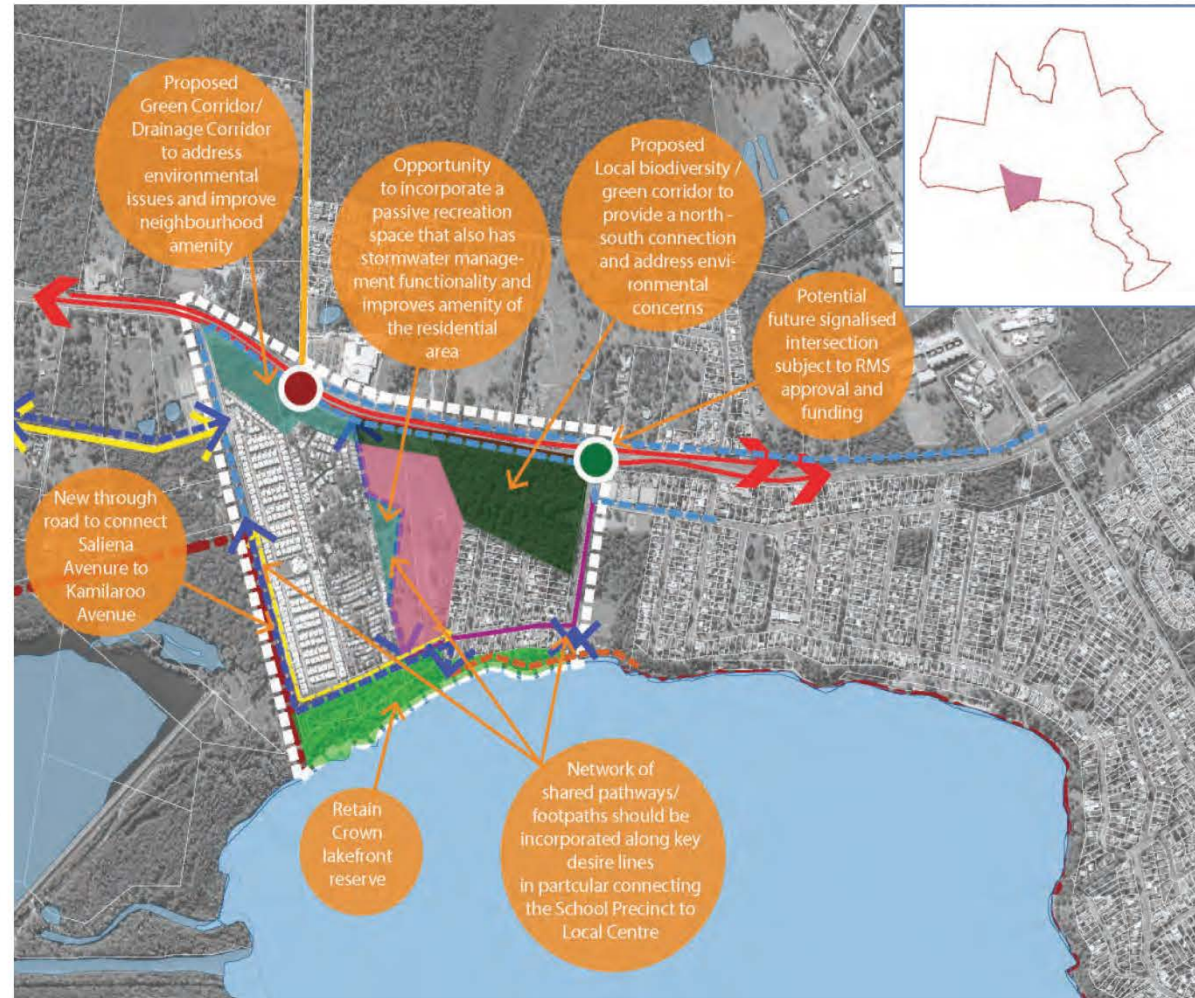 Proposed
Green Corridor/
Drainage Corridor
to address
environmental
issues and improve
neighbourhood
amenity
Opportunity
to incorporate a
passive recreation
space that also has
stormwater manage-
ment functionality and
improves amenity of
the residential
area
Proposed
Local biodiversity /
green corridor to
provide a north -
south connection
and address envi-
ronmental
concerns
Potential
future signalised
intersection
subject to RMS
approval and
funding
New through
road to connect
Saliena
Avenure to
Kamilaroo
Avenue
Retain
Crown
lakefront
reserve
Network of
shared pathways/
footpaths should be
incorporated along key
desire lines
in partcular connecting
the School Precinct to
Local Centre